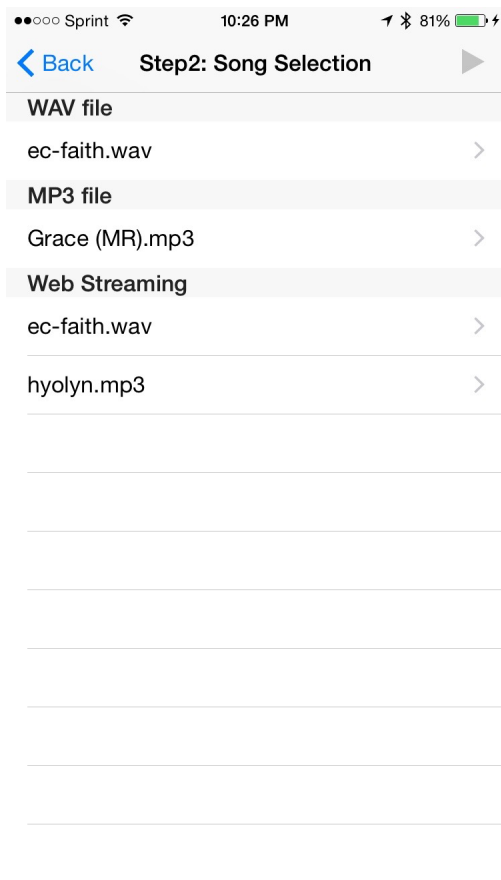 Sprint 10:26 PM 81%
Back Step2: Song Selection
WAV file
ec-faith.wav
MP3 file
Grace (MR).mp3
Web Streaming
ec-faith.wav
hyolyn.mp3